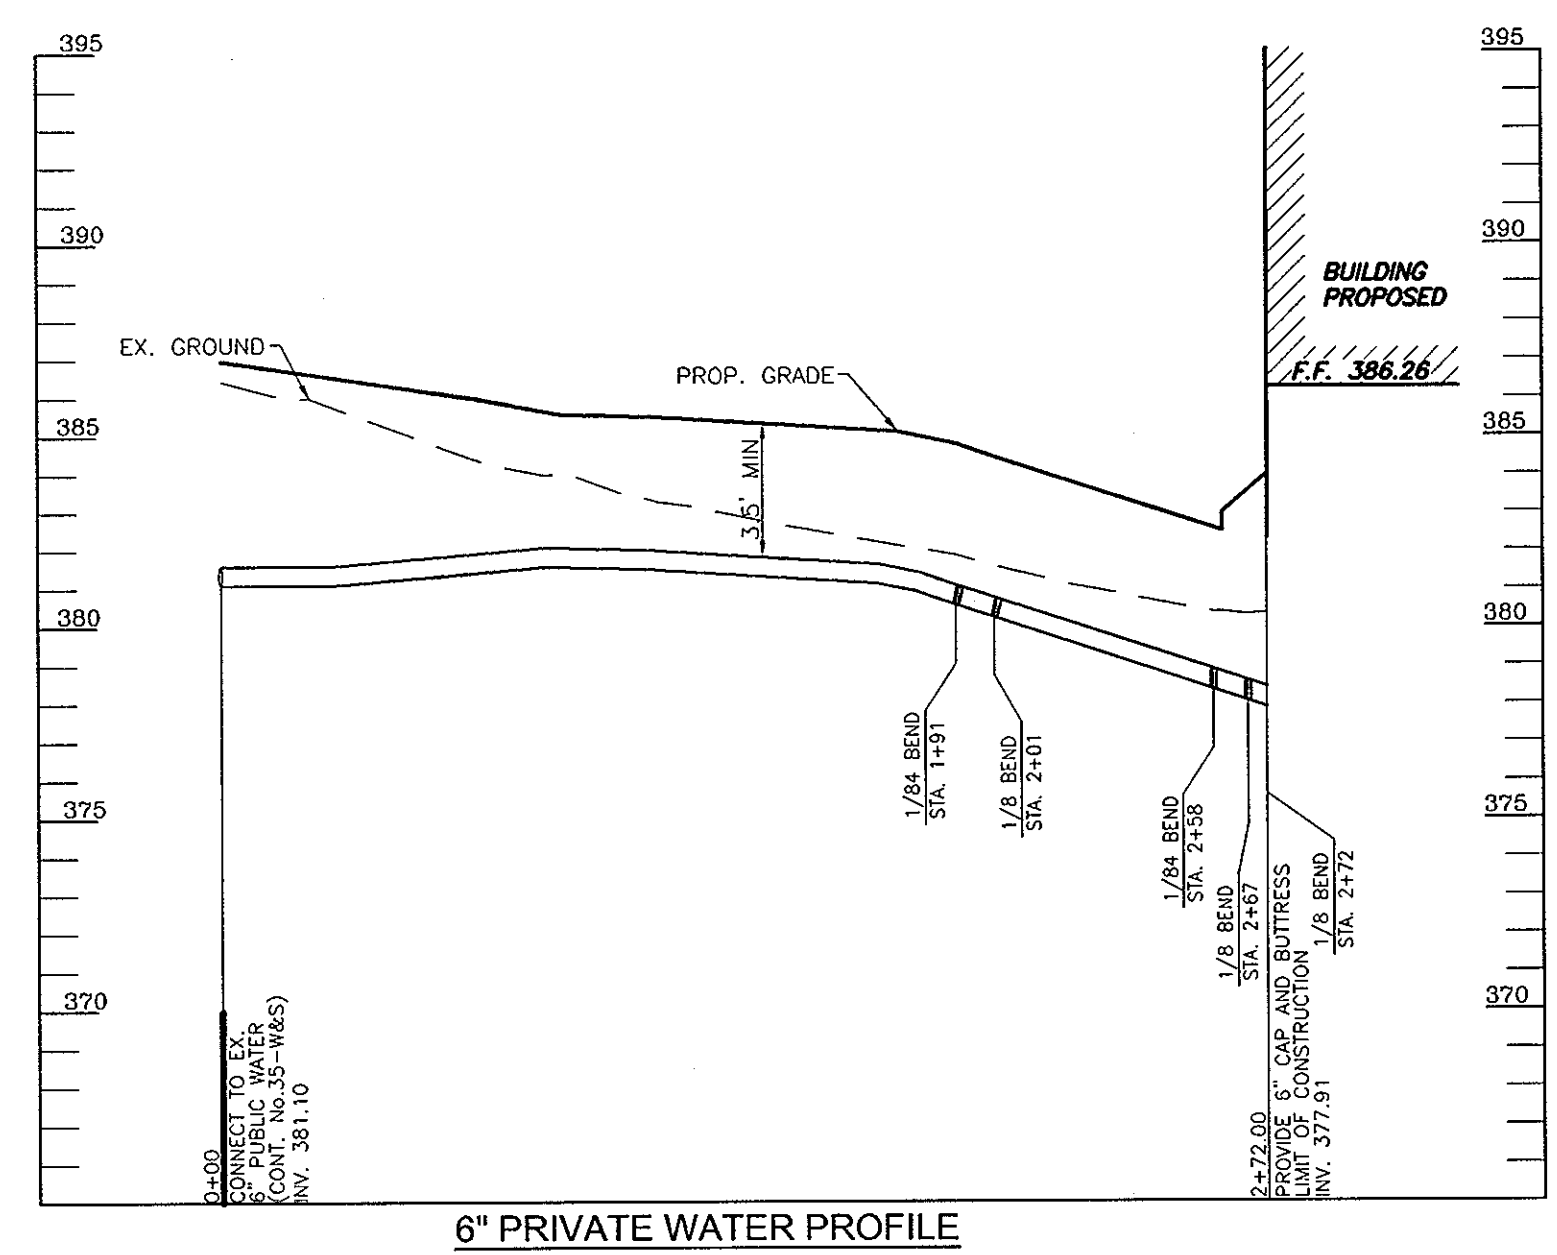 395
395
390
390
BUILDING
PROPOSED
EX. GROUND
PROP. GRADE
F.F. 386.26
385
385
3.5' MIN
380
380
1/84 BEND
STA. 1+91
1/8 BEND
STA. 2+01
1/84 BEND
STA. 2+58
1/8 BEND
STA. 2+67
1/8 BEND
STA. 2+72
375
375
370
370
0+00
CONNECT TO EX.
6" PUBLIC WATER
(CONT. No.35-W&S)
INV. 381.10
2+72.00
PROVIDE 6" CAP AND BUTTRESS
LIMIT OF CONSTRUCTION
INV. 377.91
6" PRIVATE WATER PROFILE